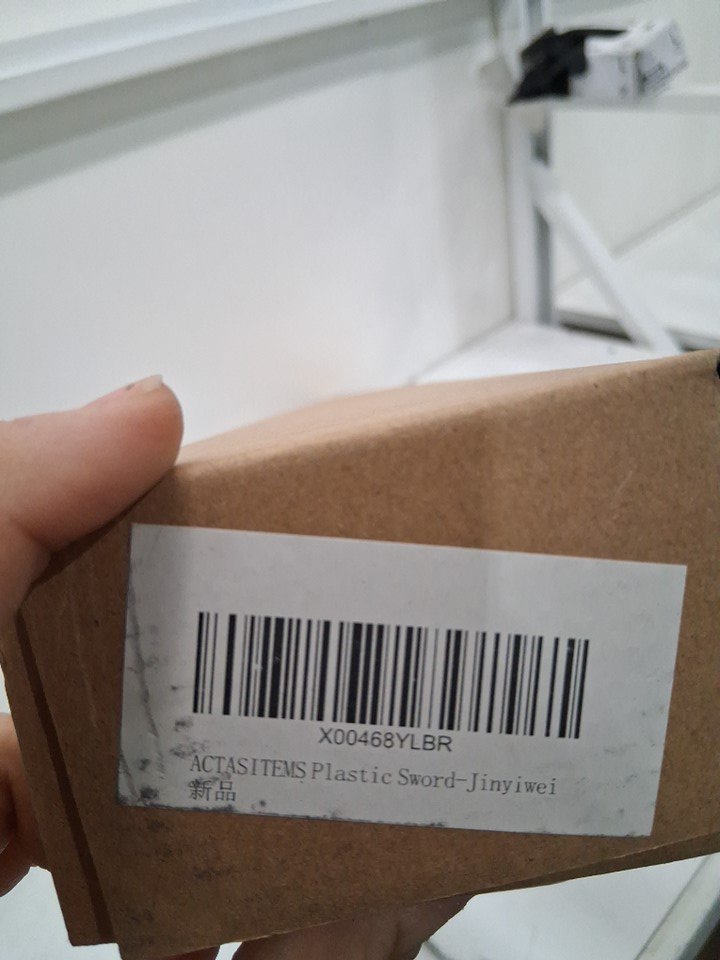 X00468YLBR
ACTASITEMS Plastic Sword-Jinyiwei
新品